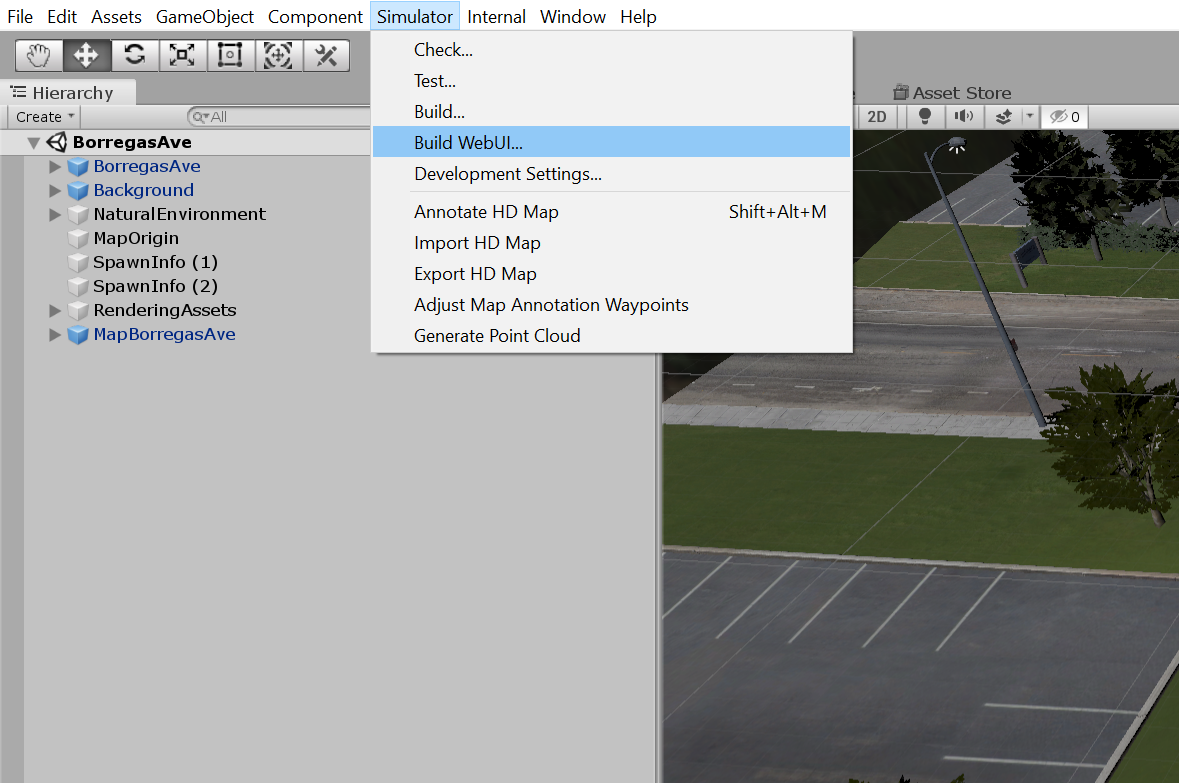 File Edit Assets GameObject Component Simulator Internal Window Help
Check...
Test...
Build...
Build WebUI...
Development Settings...
Annotate HD Map Shift+Alt+M
Import HD Map
Export HD Map
Adjust Map Annotation Waypoints
Generate Point Cloud
Hierarchy
Create All
BorregasAve
BorregasAve
Background
NaturalEnvironment
MapOrigin
SpawnInfo (1)
SpawnInfo (2)
RenderingAssets
MapBorregasAve
Asset Store
2D 0